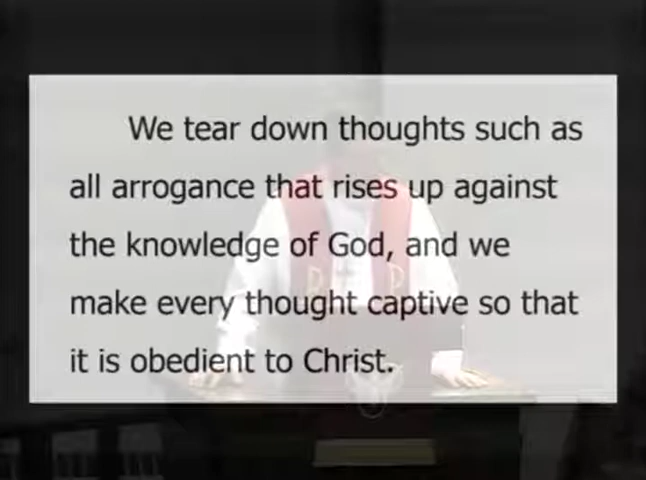 We tear down thoughts such as
all arrogance that rises up against
the knowledge of God, and we
make every thought captive so that
it is obedient to Christ.